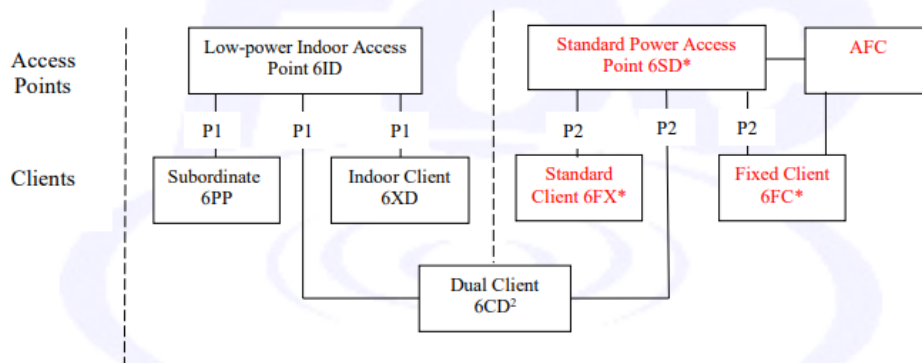 Access
Points
Low-power Indoor Access
Point 6ID
Standard Power Access
Point 6SD*
AFC
P1
P1
P1
P2
P2
P2
Clients
Subordinate
6PP
Indoor Client
6XD
Standard
Client 6FX*
Fixed Client
6FC*
Dual Client
6CD²